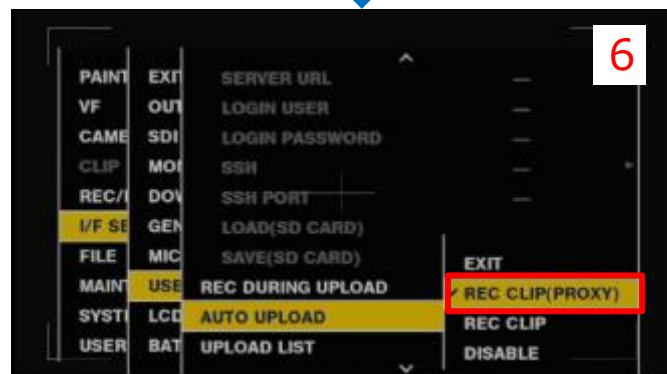 6
PAINT EXIT SERVER URL —
VF OUT LOGIN USER —
CAME SDI LOGIN PASSWORD —
CLIP MOI SSH —
REC/I DOV SSH PORT —
I/F SE GEN LOAD(SD CARD)
FILE MIC SAVE(SD CARD) EXIT
MAIN USE REC DURING UPLOAD ✓ REC CLIP(PROXY)
SYSTI LCD AUTO UPLOAD REC CLIP
USER BAT UPLOAD LIST DISABLE